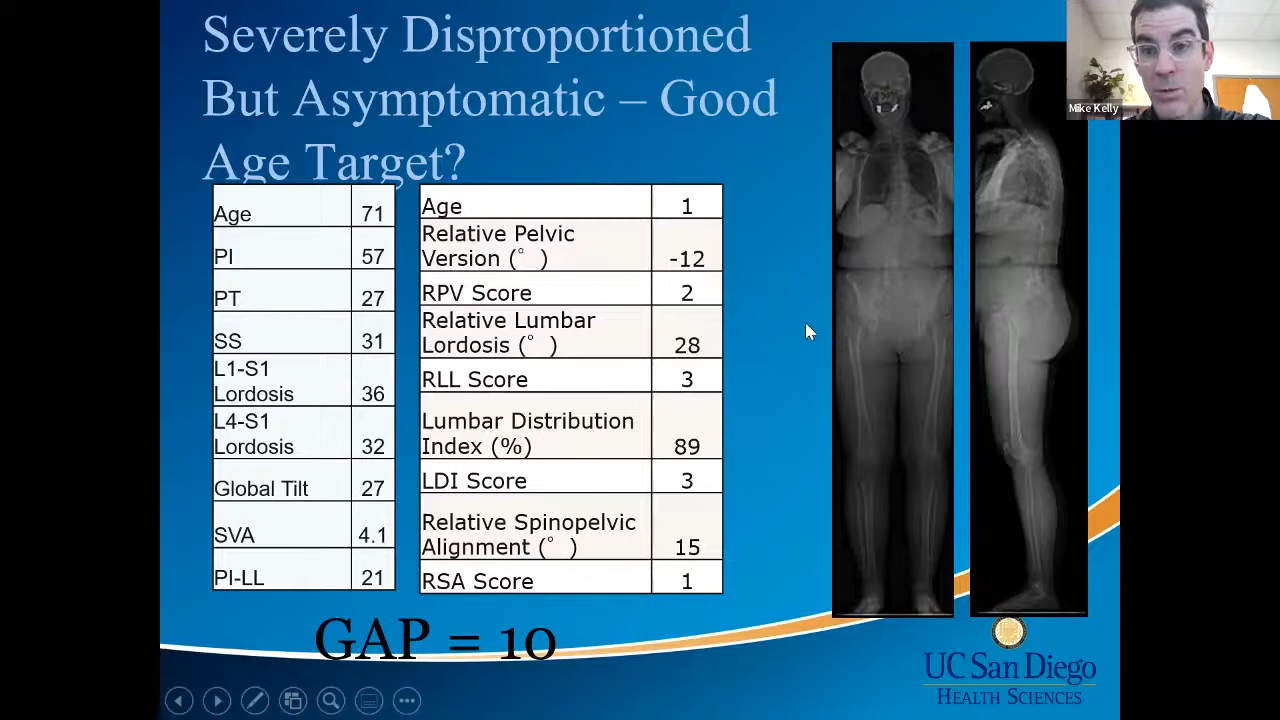 Severely Disproportioned
But Asymptomatic – Good
Age Target?
Age 71
PI 57
PT 27
SS 31
L1-S1
Lordosis 36
L4-S1
Lordosis 32
Global Tilt 27
SVA 4.1
PI-LL 21
Age 1
Relative Pelvic
Version (° ) -12
RPV Score 2
Relative Lumbar
Lordosis (° ) 28
RLL Score 3
Lumbar Distribution
Index (%) 89
LDI Score 3
Relative Spinopelvic
Alignment (° ) 15
RSA Score 1
GAP = 10
Mike Kelly
UC San Diego
HEALTH SCIENCES